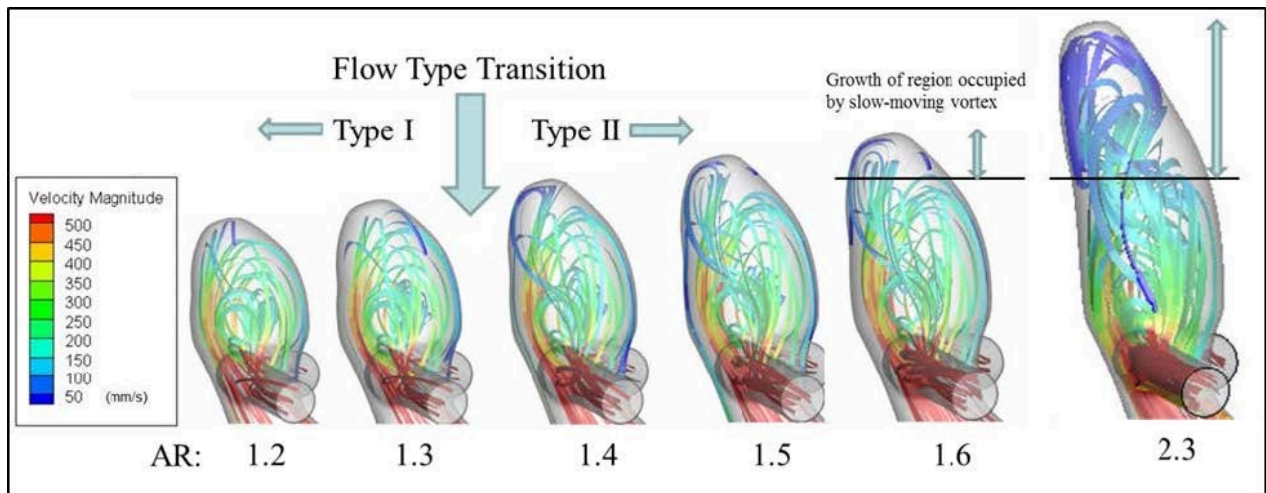 Flow Type Transition
Type I
Type II
Growth of region occupied
by slow-moving vortex
Velocity Magnitude
500
450
400
350
300
250
200
150
100
50 (mm/s)
AR: 1.2 1.3 1.4 1.5 1.6 2.3